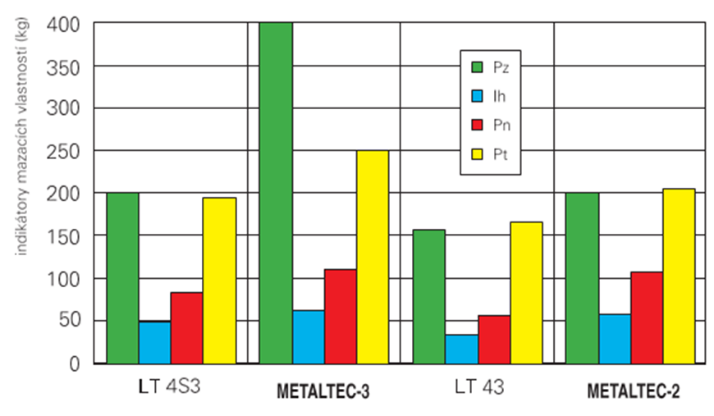 indikátory mazacích vlastností (kg)
400
350
300
250
200
150
100
50
0
Pz
Ih
Pn
Pt
LT 4S3
METALTEC-3
LT 43
METALTEC-2